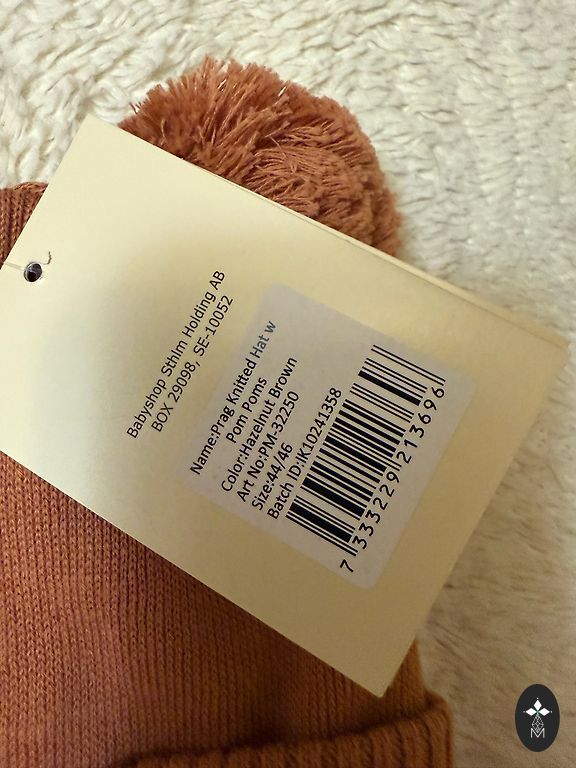 Babyshop Sthlm Holding AB
BOX 29098, SE-10052
Name:Prag Knitted Hat w
Pom Poms
Color:Hazelnut Brown
Art No:PM-32250
Size:44/46
Batch ID:K10241358
7 333229 213696
M